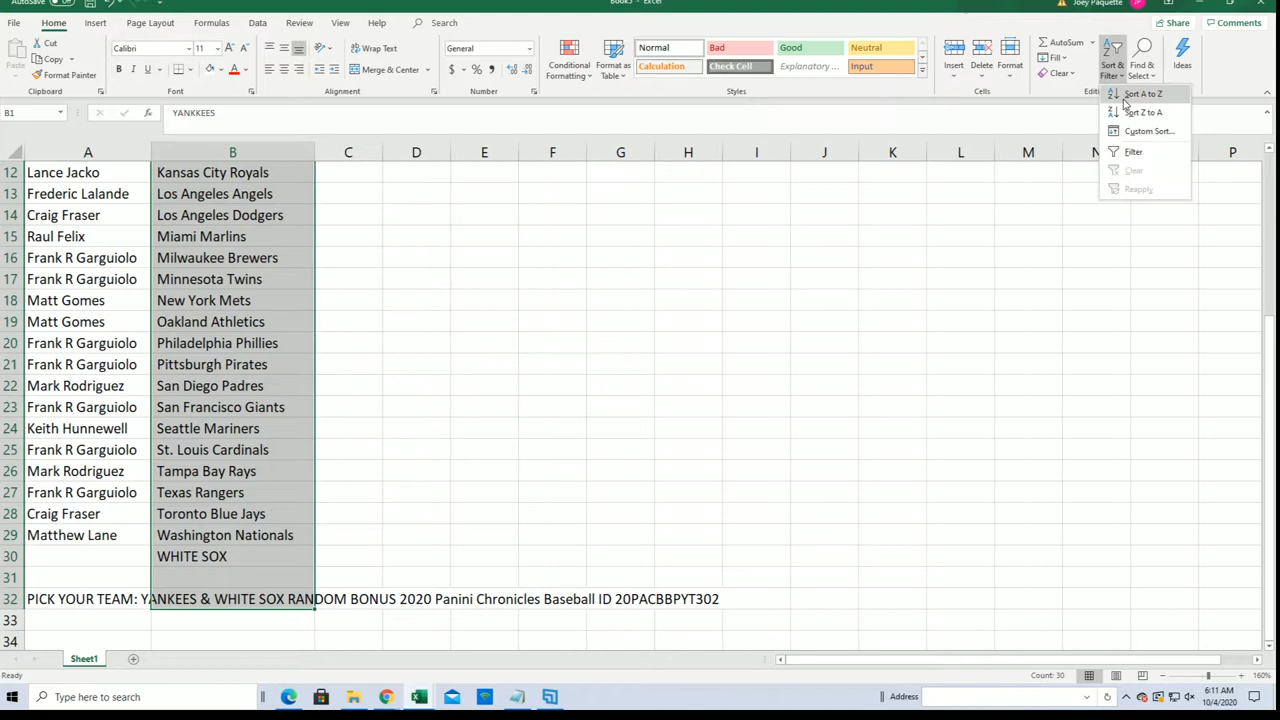 AutoSave Off
Book5 - Excel
Joey Paquette
JP
File Home Insert Page Layout Formulas Data Review View Help Search
Share Comments
Cut
Copy
Format Painter
Paste
Clipboard
Calibri 11
B I U
Font
Wrap Text
Merge & Center
Alignment
General
$ % ,
Number
Conditional Formatting
Format as Table
Normal Bad Good Neutral
Calculation Check Cell Explanatory ... Input
Styles
Insert Delete Format
Cells
AutoSum
Fill
Clear
Sort & Filter
Find & Select
Ideas
Sort A to Z
Sort Z to A
Custom Sort...
Filter
Clear
Reapply
B1 fx YANKKEES
A B C D E F G H I J K L M N P
12 Lance Jacko Kansas City Royals
13 Frederic Lalande Los Angeles Angels
14 Craig Fraser Los Angeles Dodgers
15 Raul Felix Miami Marlins
16 Frank R Garguiolo Milwaukee Brewers
17 Frank R Garguiolo Minnesota Twins
18 Matt Gomes New York Mets
19 Matt Gomes Oakland Athletics
20 Frank R Garguiolo Philadelphia Phillies
21 Frank R Garguiolo Pittsburgh Pirates
22 Mark Rodriguez San Diego Padres
23 Frank R Garguiolo San Francisco Giants
24 Keith Hunnewell Seattle Mariners
25 Frank R Garguiolo St. Louis Cardinals
26 Mark Rodriguez Tampa Bay Rays
27 Frank R Garguiolo Texas Rangers
28 Craig Fraser Toronto Blue Jays
29 Matthew Lane Washington Nationals
30 WHITE SOX
31
32 PICK YOUR TEAM: YANKEES & WHITE SOX RANDOM BONUS 2020 Panini Chronicles Baseball ID 20PACBBPYT302
33
34
Sheet1
Ready
Count: 30
160%
Type here to search
Address
6:11 AM
10/4/2020